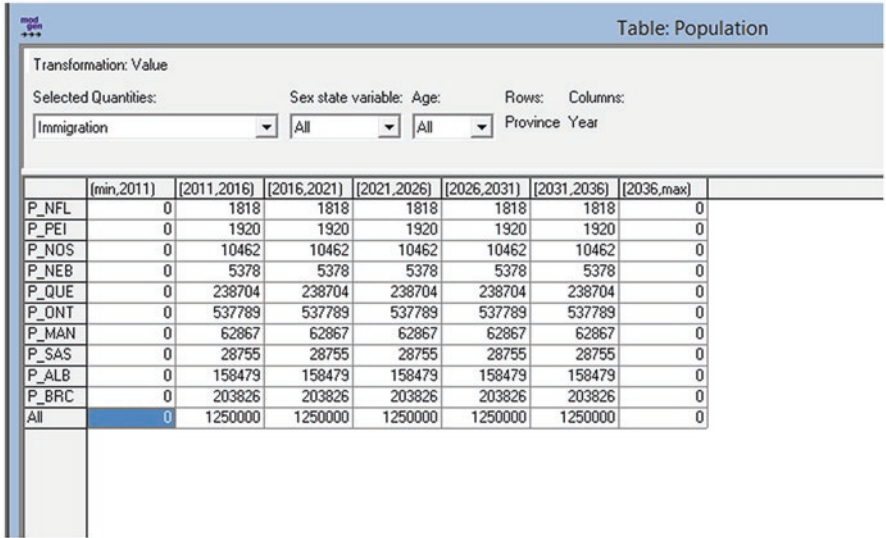 mod
gen
Table: Population
Transformation: Value
Selected Quantities: Sex state variable: Age: Rows: Columns:
Immigration All All Province Year
(min,2011) [2011,2016) [2016,2021) [2021,2026) [2026,2031) [2031,2036) [2036,max)
P_NFL 0 1818 1818 1818 1818 1818 0
P_PEI 0 1920 1920 1920 1920 1920 0
P_NOS 0 10462 10462 10462 10462 10462 0
P_NEB 0 5378 5378 5378 5378 5378 0
P_QUE 0 238704 238704 238704 238704 238704 0
P_ONT 0 537789 537789 537789 537789 537789 0
P_MAN 0 62867 62867 62867 62867 62867 0
P_SAS 0 28755 28755 28755 28755 28755 0
P_ALB 0 158479 158479 158479 158479 158479 0
P_BRC 0 203826 203826 203826 203826 203826 0
All 0 1250000 1250000 1250000 1250000 1250000 0